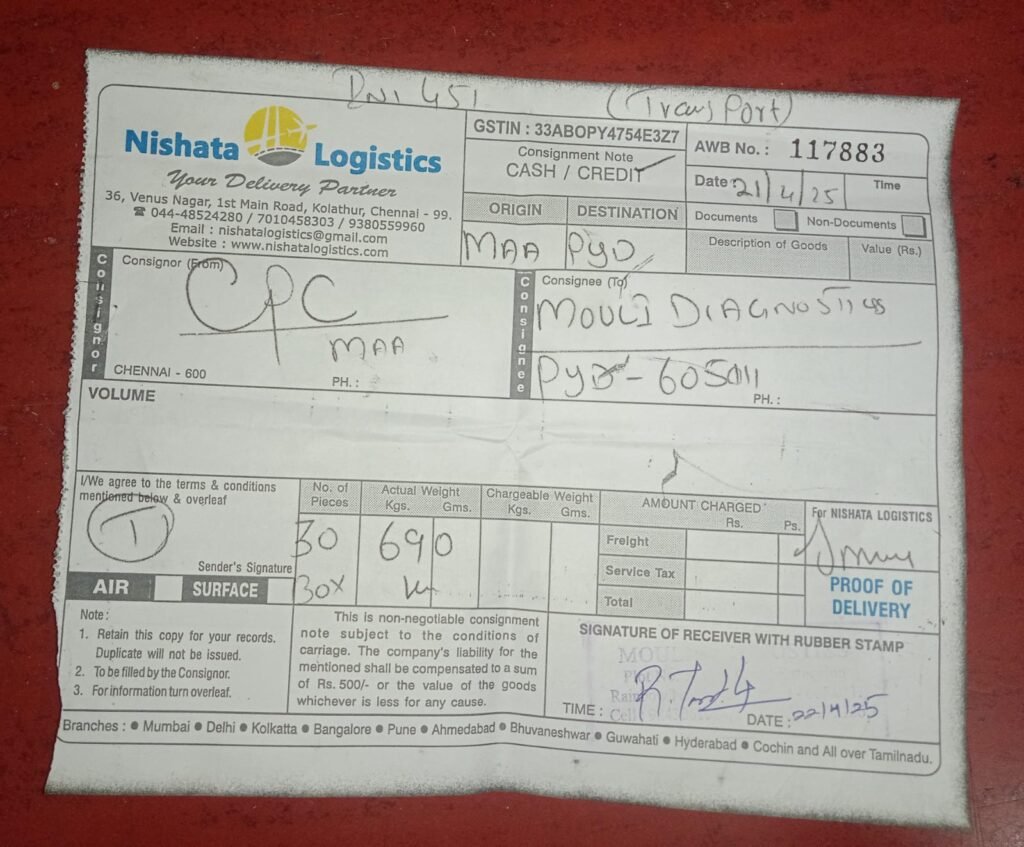 (Transport)
Nishata Logistics
Your Delivery Partner
36, Venus Nagar, 1st Main Road, Kolathur, Chennai - 99.
☎ 044-48524280 / 7010458303 / 9380559960
Email : nishatalogistics@gmail.com
Website : www.nishatalogistics.com
GSTIN : 33ABOPY4754E3Z7
Consignment Note
CASH / CREDIT
ORIGIN DESTINATION
MAA PYD
AWB No. : 117883
Date 21/4/25 Time
Documents Non-Documents
Description of Goods Value (Rs.)
Consignor
Consignor (From)
CPC
MAA
CHENNAI - 600 PH. :
Consignee
Consignee (To)
MOULI DIAGNOSTICS
PYD - 605011
PH. :
VOLUME
I/We agree to the terms & conditions
mentioned below & overleaf
T
Sender's Signature
AIR SURFACE
No. of Pieces
Actual Weight
Kgs. Gms.
Chargeable Weight
Kgs. Gms.
AMOUNT CHARGED
Rs. Ps.
30 690
30x
Freight
Service Tax
Total
For NISHATA LOGISTICS
PROOF OF
DELIVERY
Note :
1. Retain this copy for your records.
Duplicate will not be issued.
2. To be filled by the Consignor.
3. For information turn overleaf.
This is non-negotiable consignment
note subject to the conditions of
carriage. The company's liability for the
mentioned shall be compensated to a sum
of Rs. 500/- or the value of the goods
whichever is less for any cause.
SIGNATURE OF RECEIVER WITH RUBBER STAMP
TIME : DATE : 22/4/25
Branches : ● Mumbai ● Delhi ● Kolkatta ● Bangalore ● Pune ● Ahmedabad ● Bhuvaneshwar ● Guwahati ● Hyderabad ● Cochin and All over Tamilnadu.